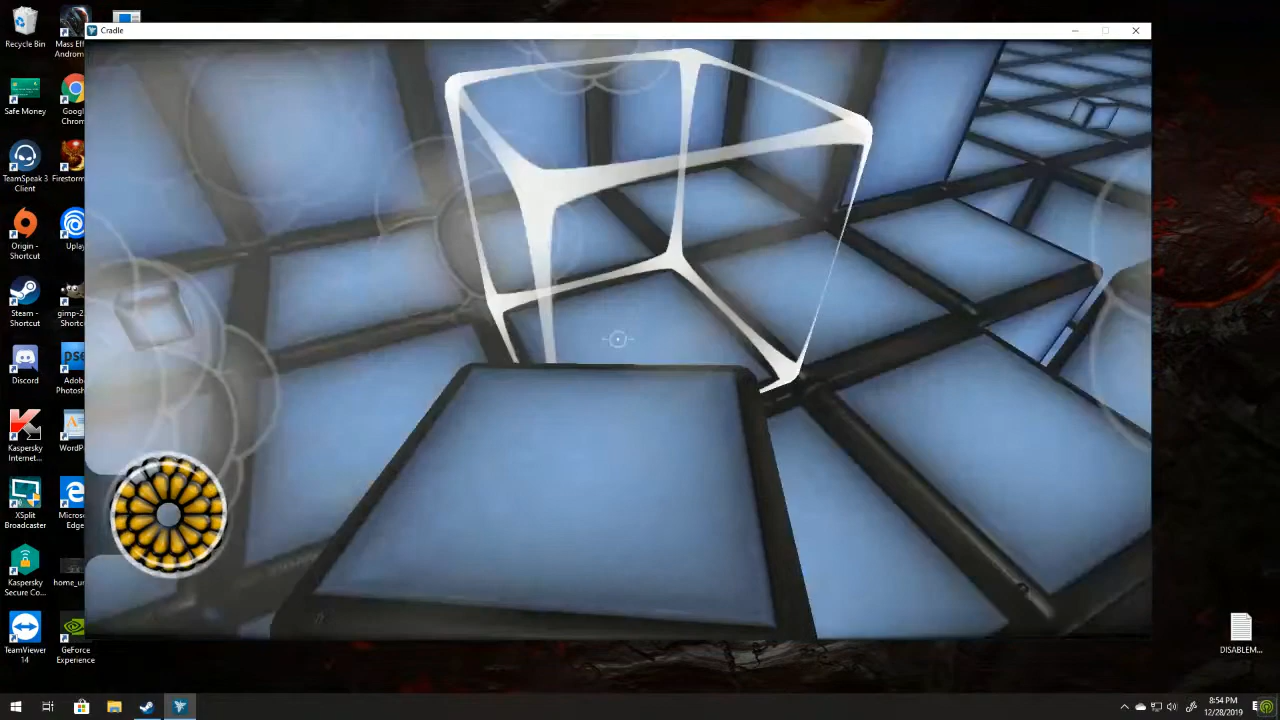 Cradle
Recycle Bin
Mass Eff...
Androm...
Safe Money
Googl
Chrom
TeamSpeak 3
Client
Firestorm
Origin -
Shortcut
Uplay
Steam -
Shortcut
gimp-2
Shortc
Discord
Adob
Photosh
Kaspersky
Internet...
WordP
XSplit
Broadcaster
Micros
Edge
Kaspersky
Secure Co...
home_ur
TeamViewer
14
GeForce
Experience
DISABLEM...
8:54 PM
12/28/2019